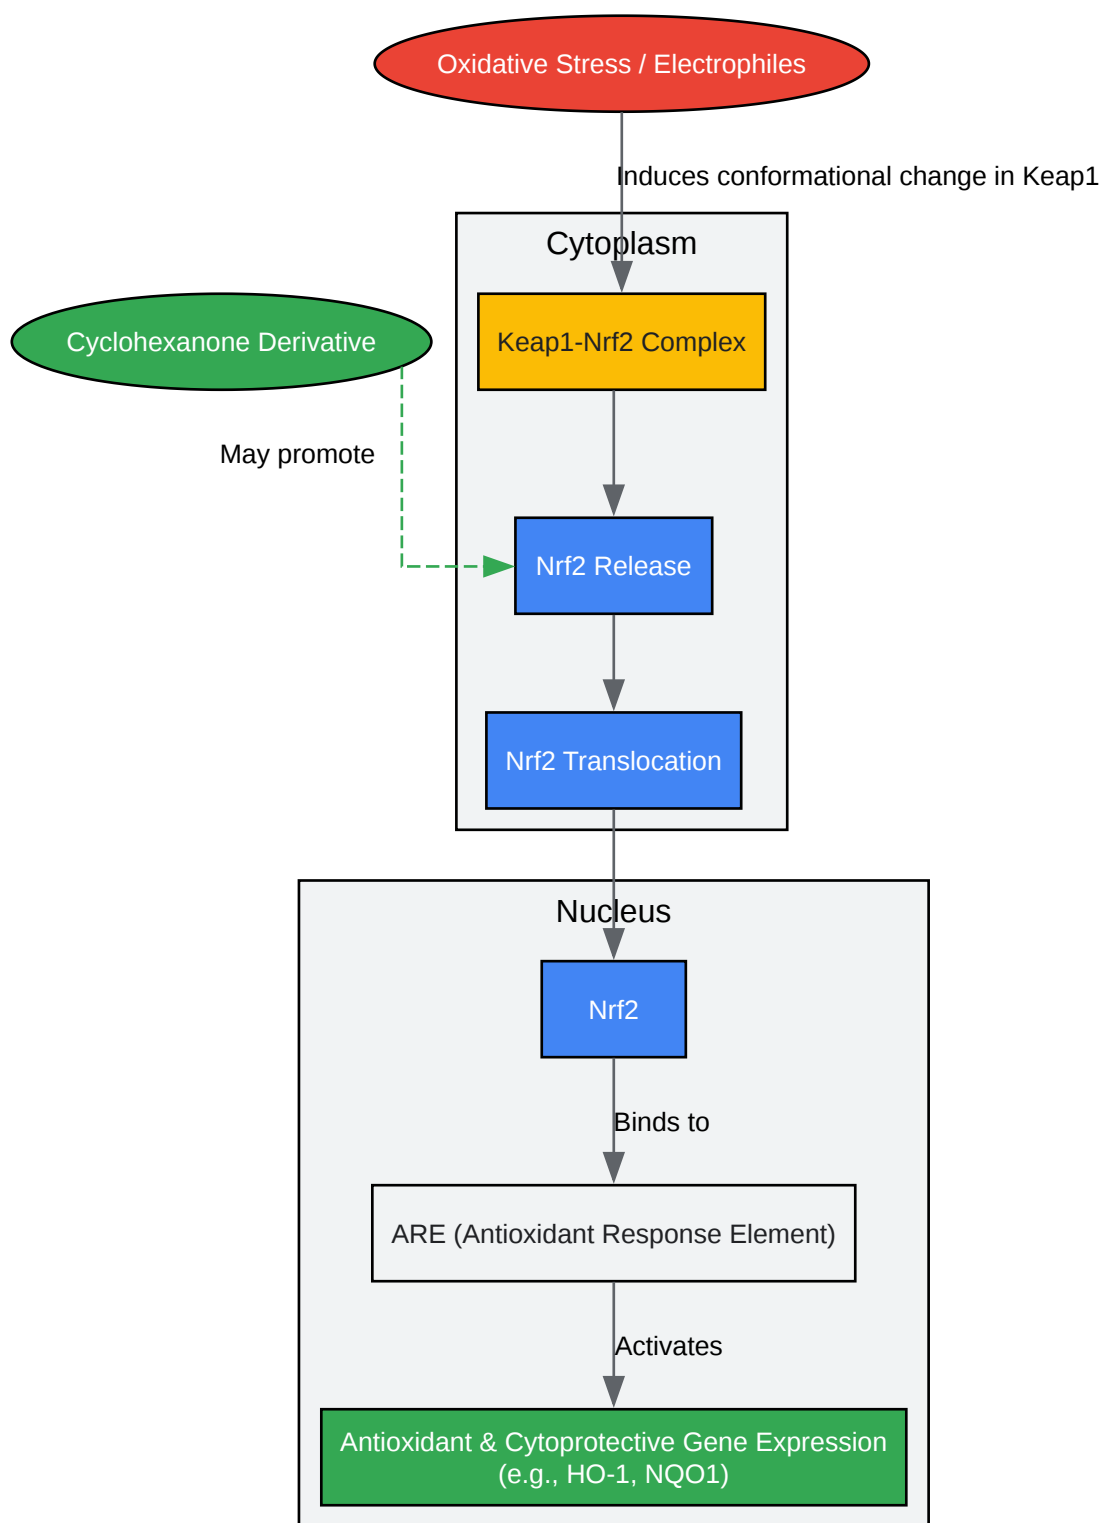 Oxidative Stress / Electrophiles
Induces conformational change in Keap1
Cytoplasm
Keap1-Nrf2 Complex
Cyclohexanone Derivative
May promote
Nrf2 Release
Nrf2 Translocation
Nucleus
Nrf2
Binds to
ARE (Antioxidant Response Element)
Activates
Antioxidant & Cytoprotective Gene Expression
(e.g., HO-1, NQO1)